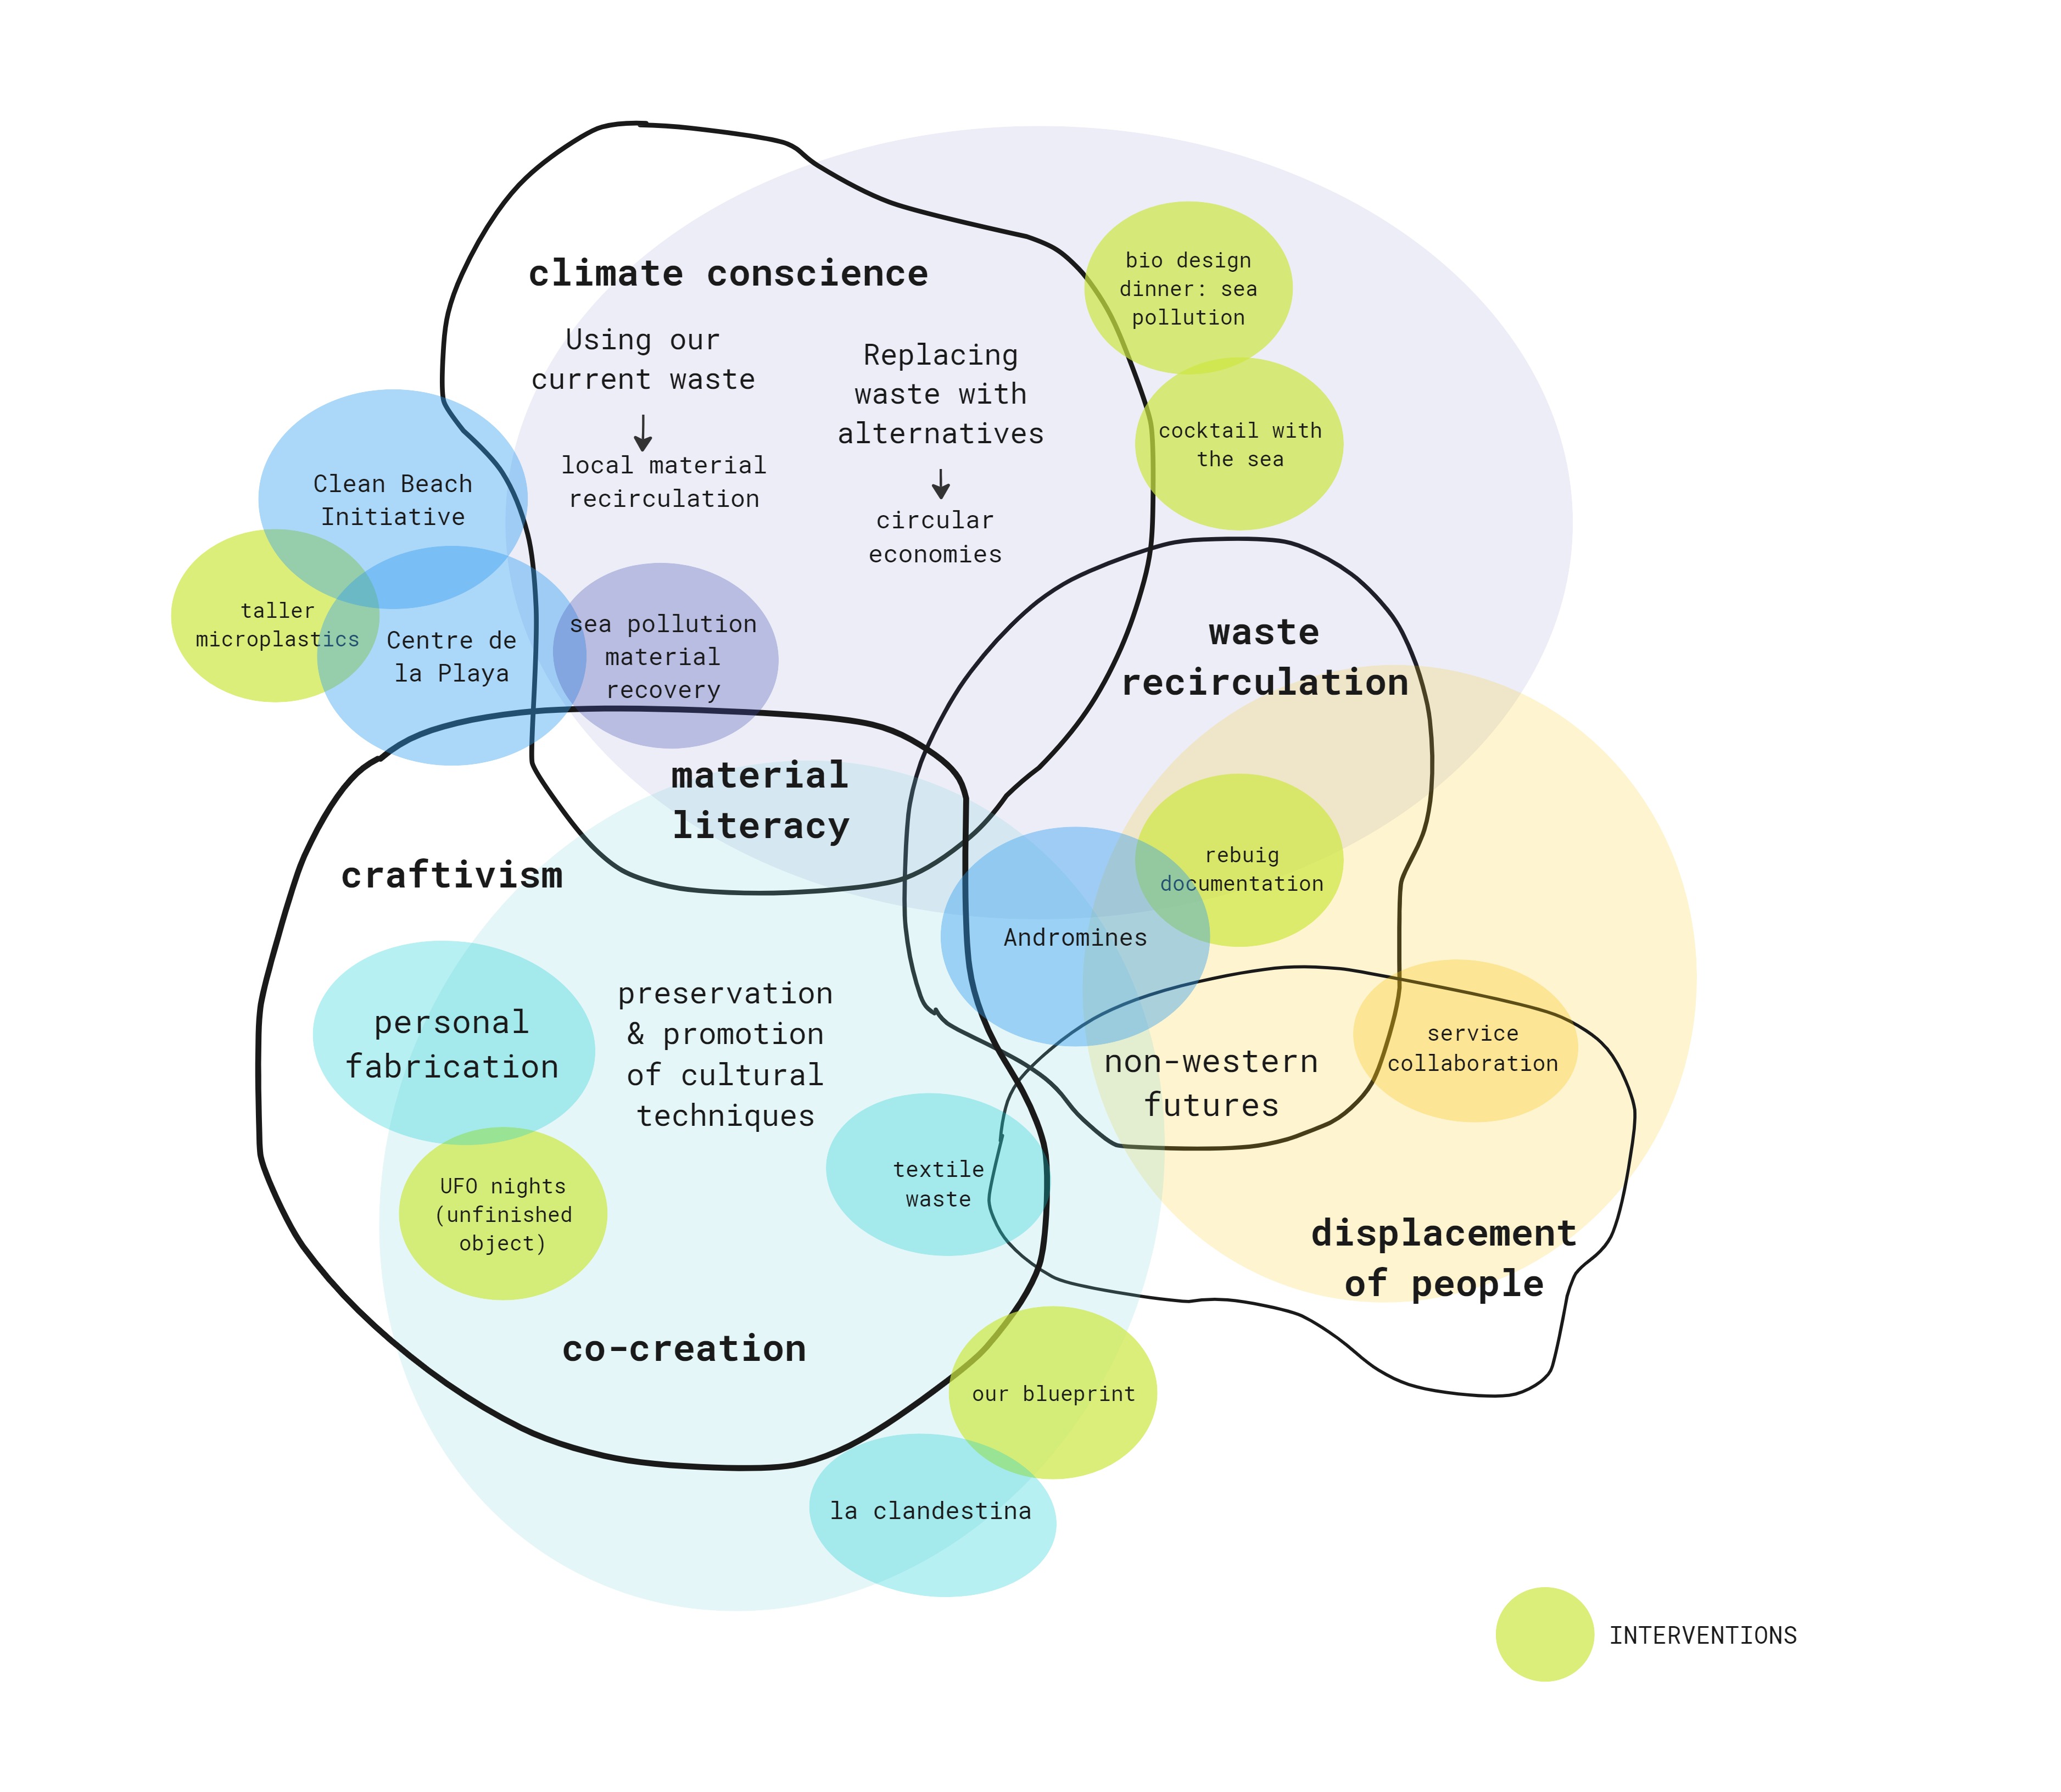 climate conscience
Using our
current waste
local material
recirculation
Replacing
waste with
alternatives
circular
economies
bio design
dinner: sea
pollution
cocktail with
the sea
Clean Beach
Initiative
taller
microplastics
Centre de
la Playa
sea pollution
material
recovery
waste
recirculation
material
literacy
craftivism
rebuig
documentation
Andromines
personal
fabrication
preservation
& promotion
of cultural
techniques
non-western
futures
service
collaboration
textile
waste
UFO nights
(unfinished
object)
displacement
of people
co-creation
our blueprint
la clandestina
INTERVENTIONS